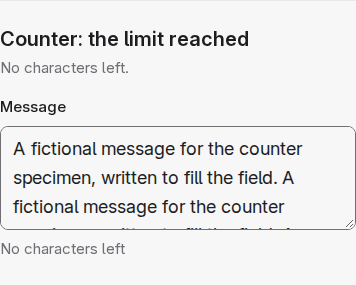 Counter: the limit reached
No characters left.
Message
A fictional message for the counter
specimen, written to fill the field. A
fictional message for the counter
No characters left